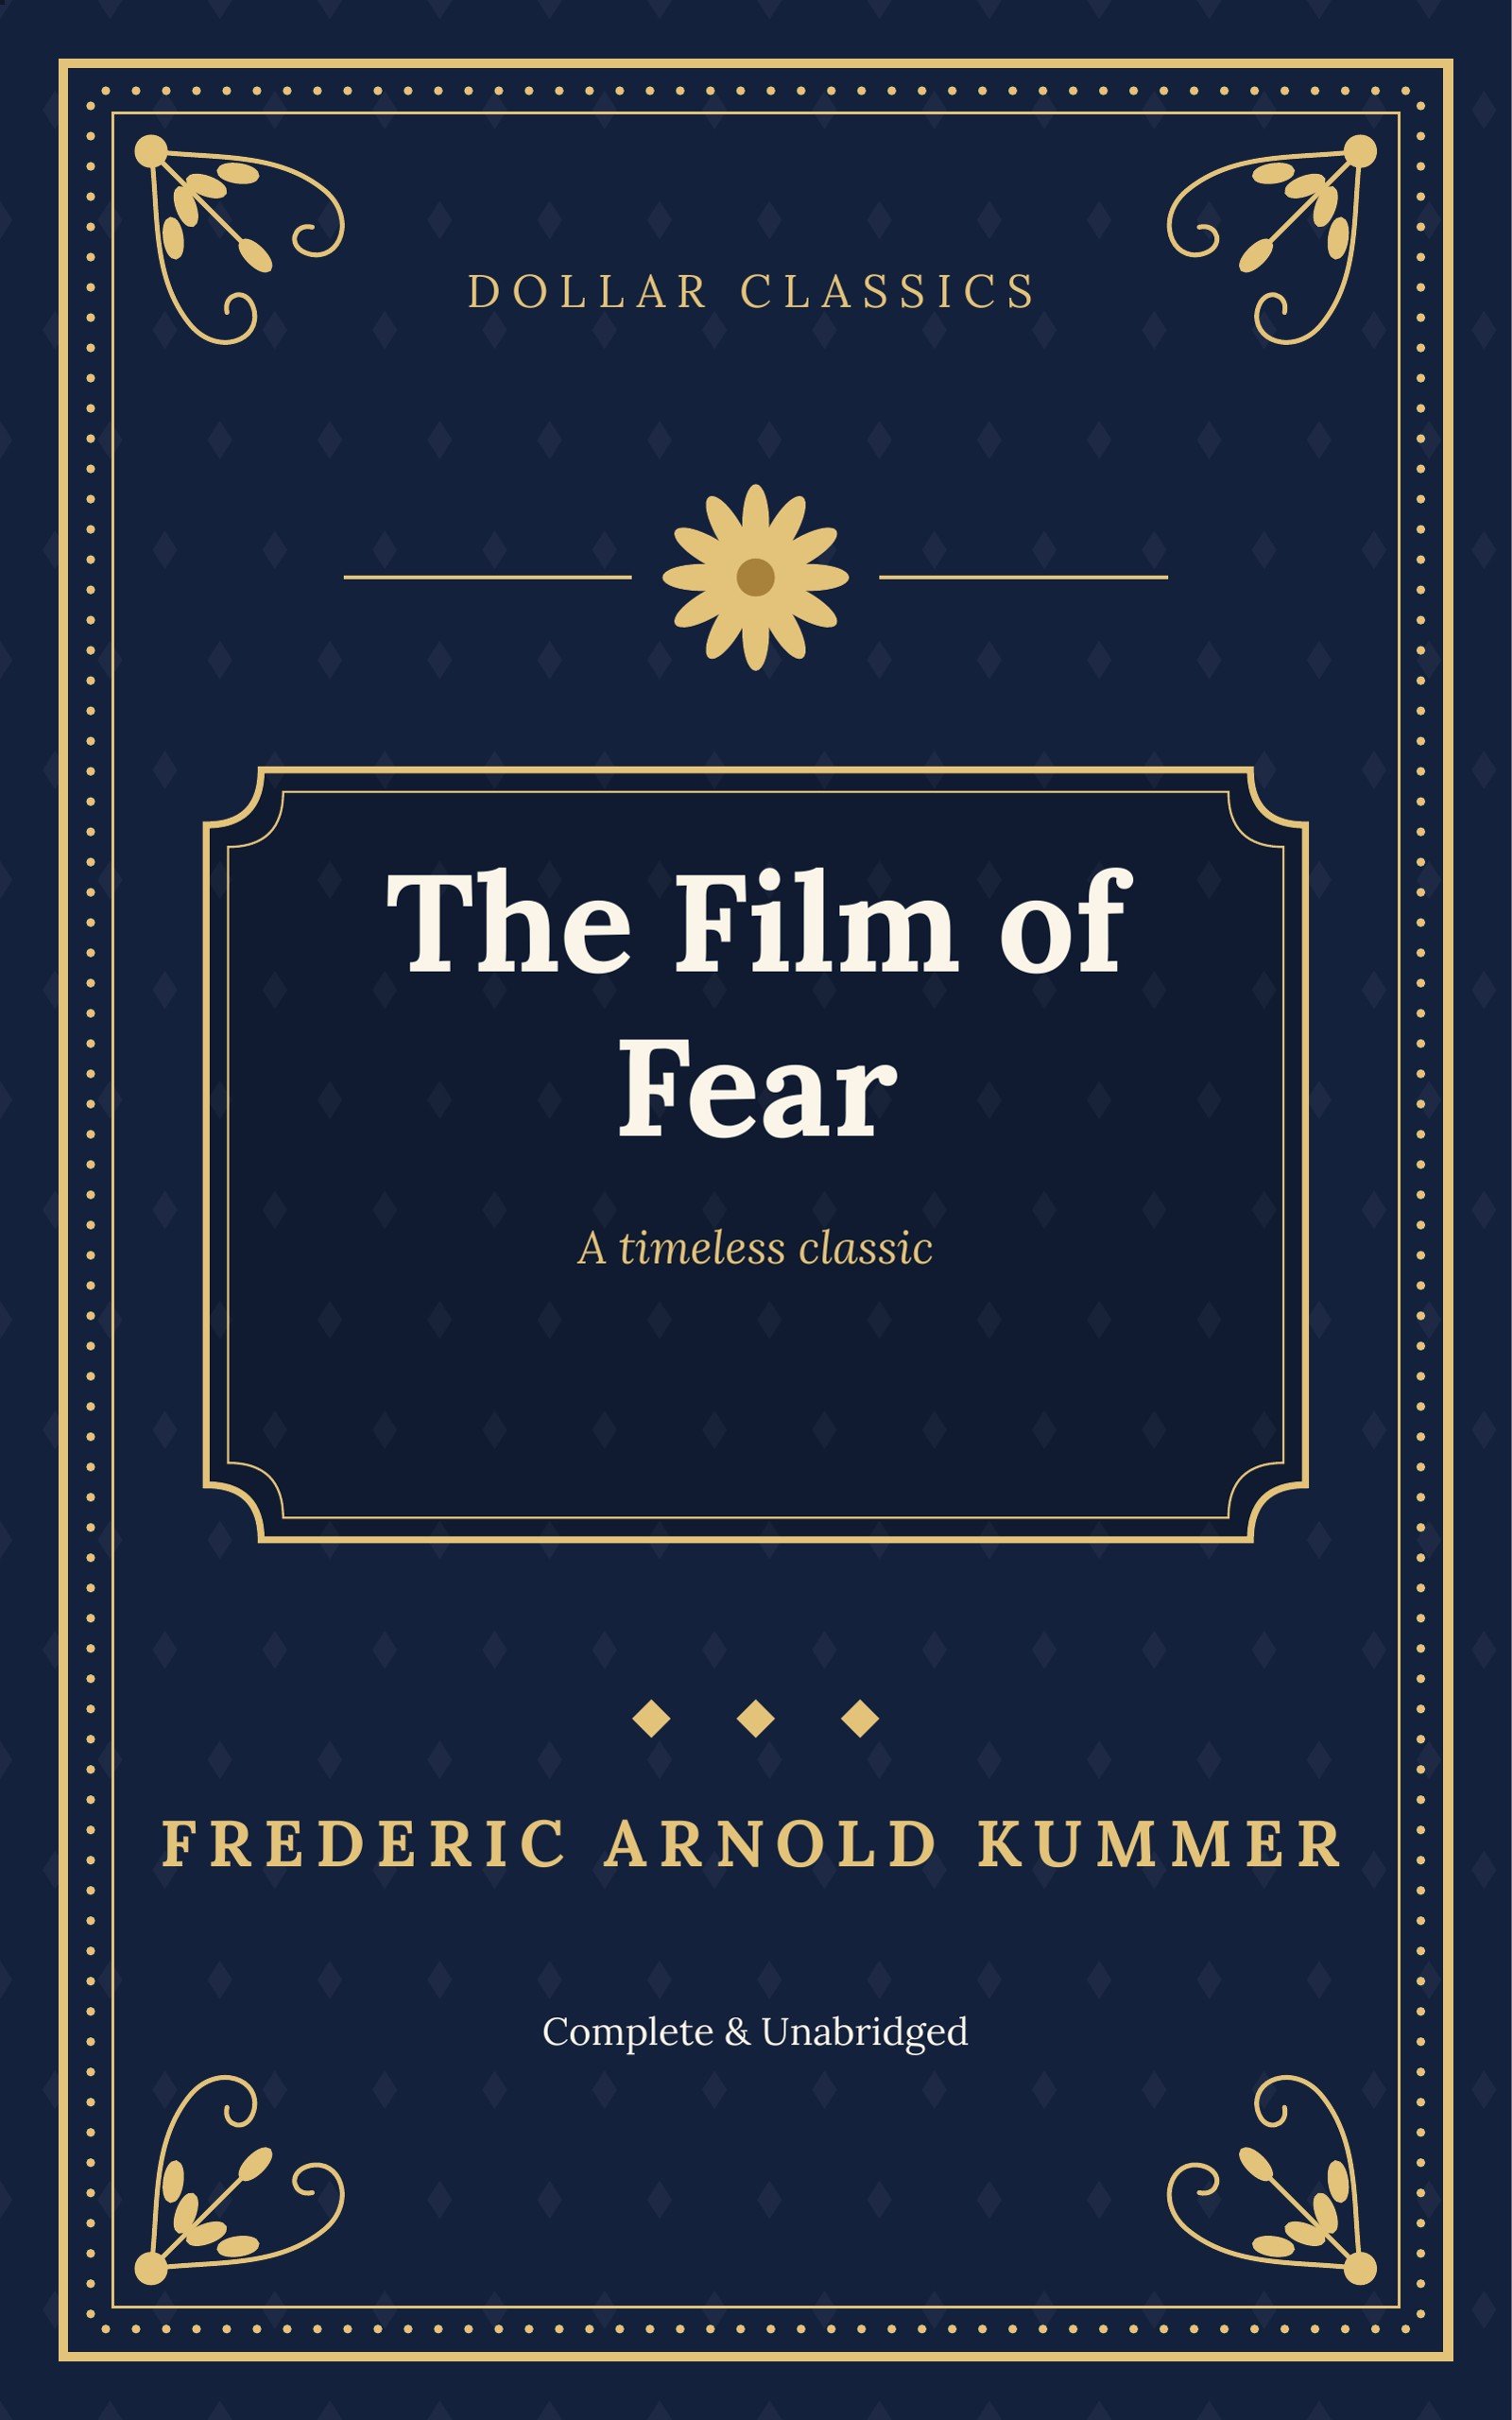 DOLLAR CLASSICS
The Film of
Fear
A timeless classic
FREDERIC ARNOLD KUMMER
Complete & Unabridged